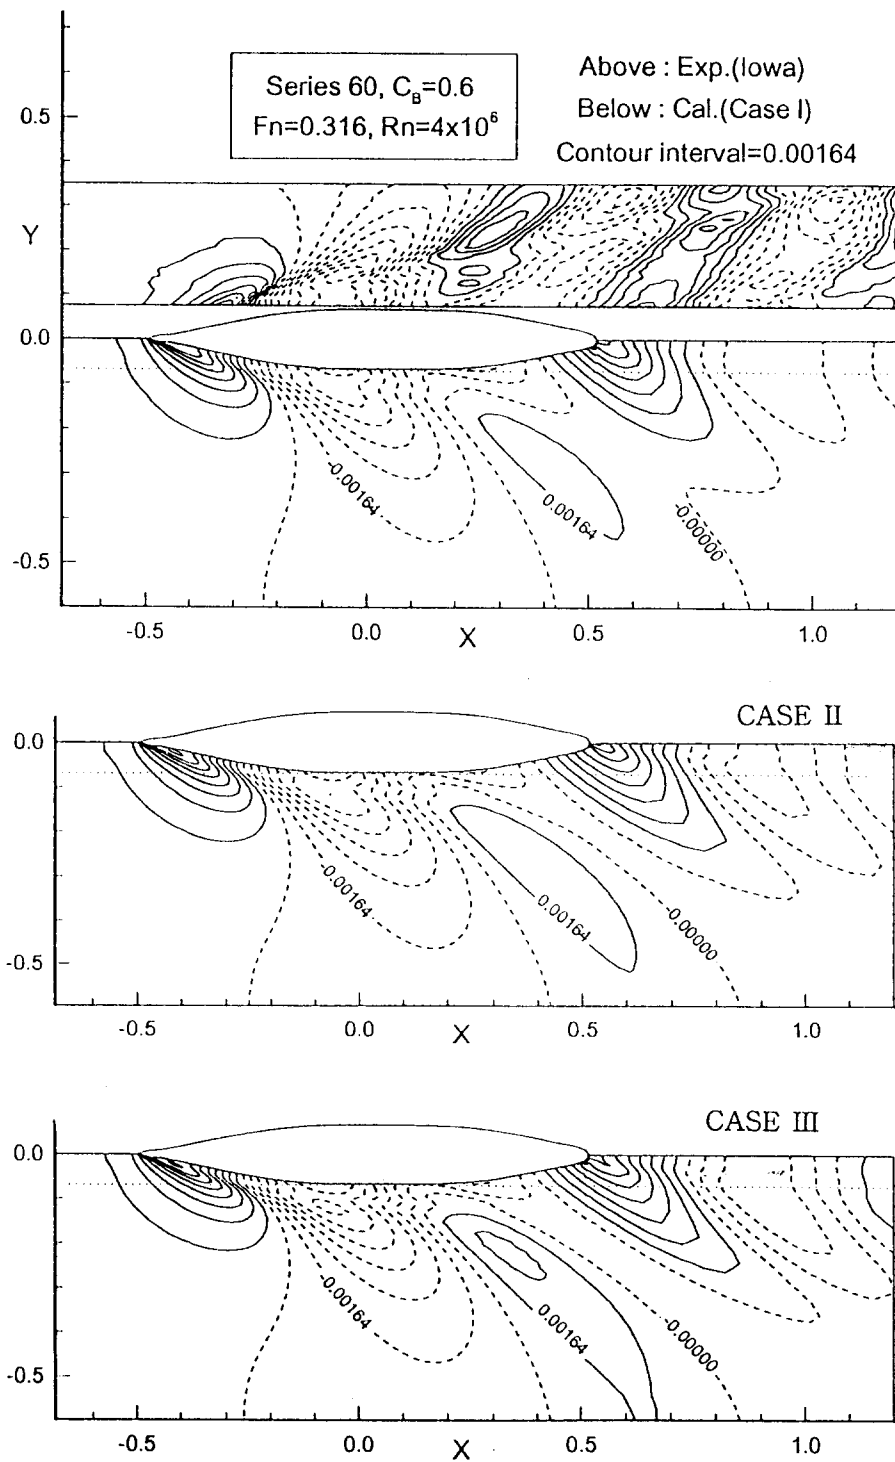 Series 60, C_B=0.6
Fn=0.316, Rn=4x10⁶
Above : Exp.(Iowa)
Below : Cal.(Case I)
Contour interval=0.00164
0.5
Y
0.0
-0.5
-0.00164
0.00164
-0.00000
-0.5
0.0
0.5
1.0
X
CASE II
0.0
-0.5
-0.00164
0.00164
-0.00000
-0.5
0.0
0.5
1.0
X
CASE III
0.0
-0.5
-0.00164
0.00164
-0.00000
-0.5
0.0
0.5
1.0
X